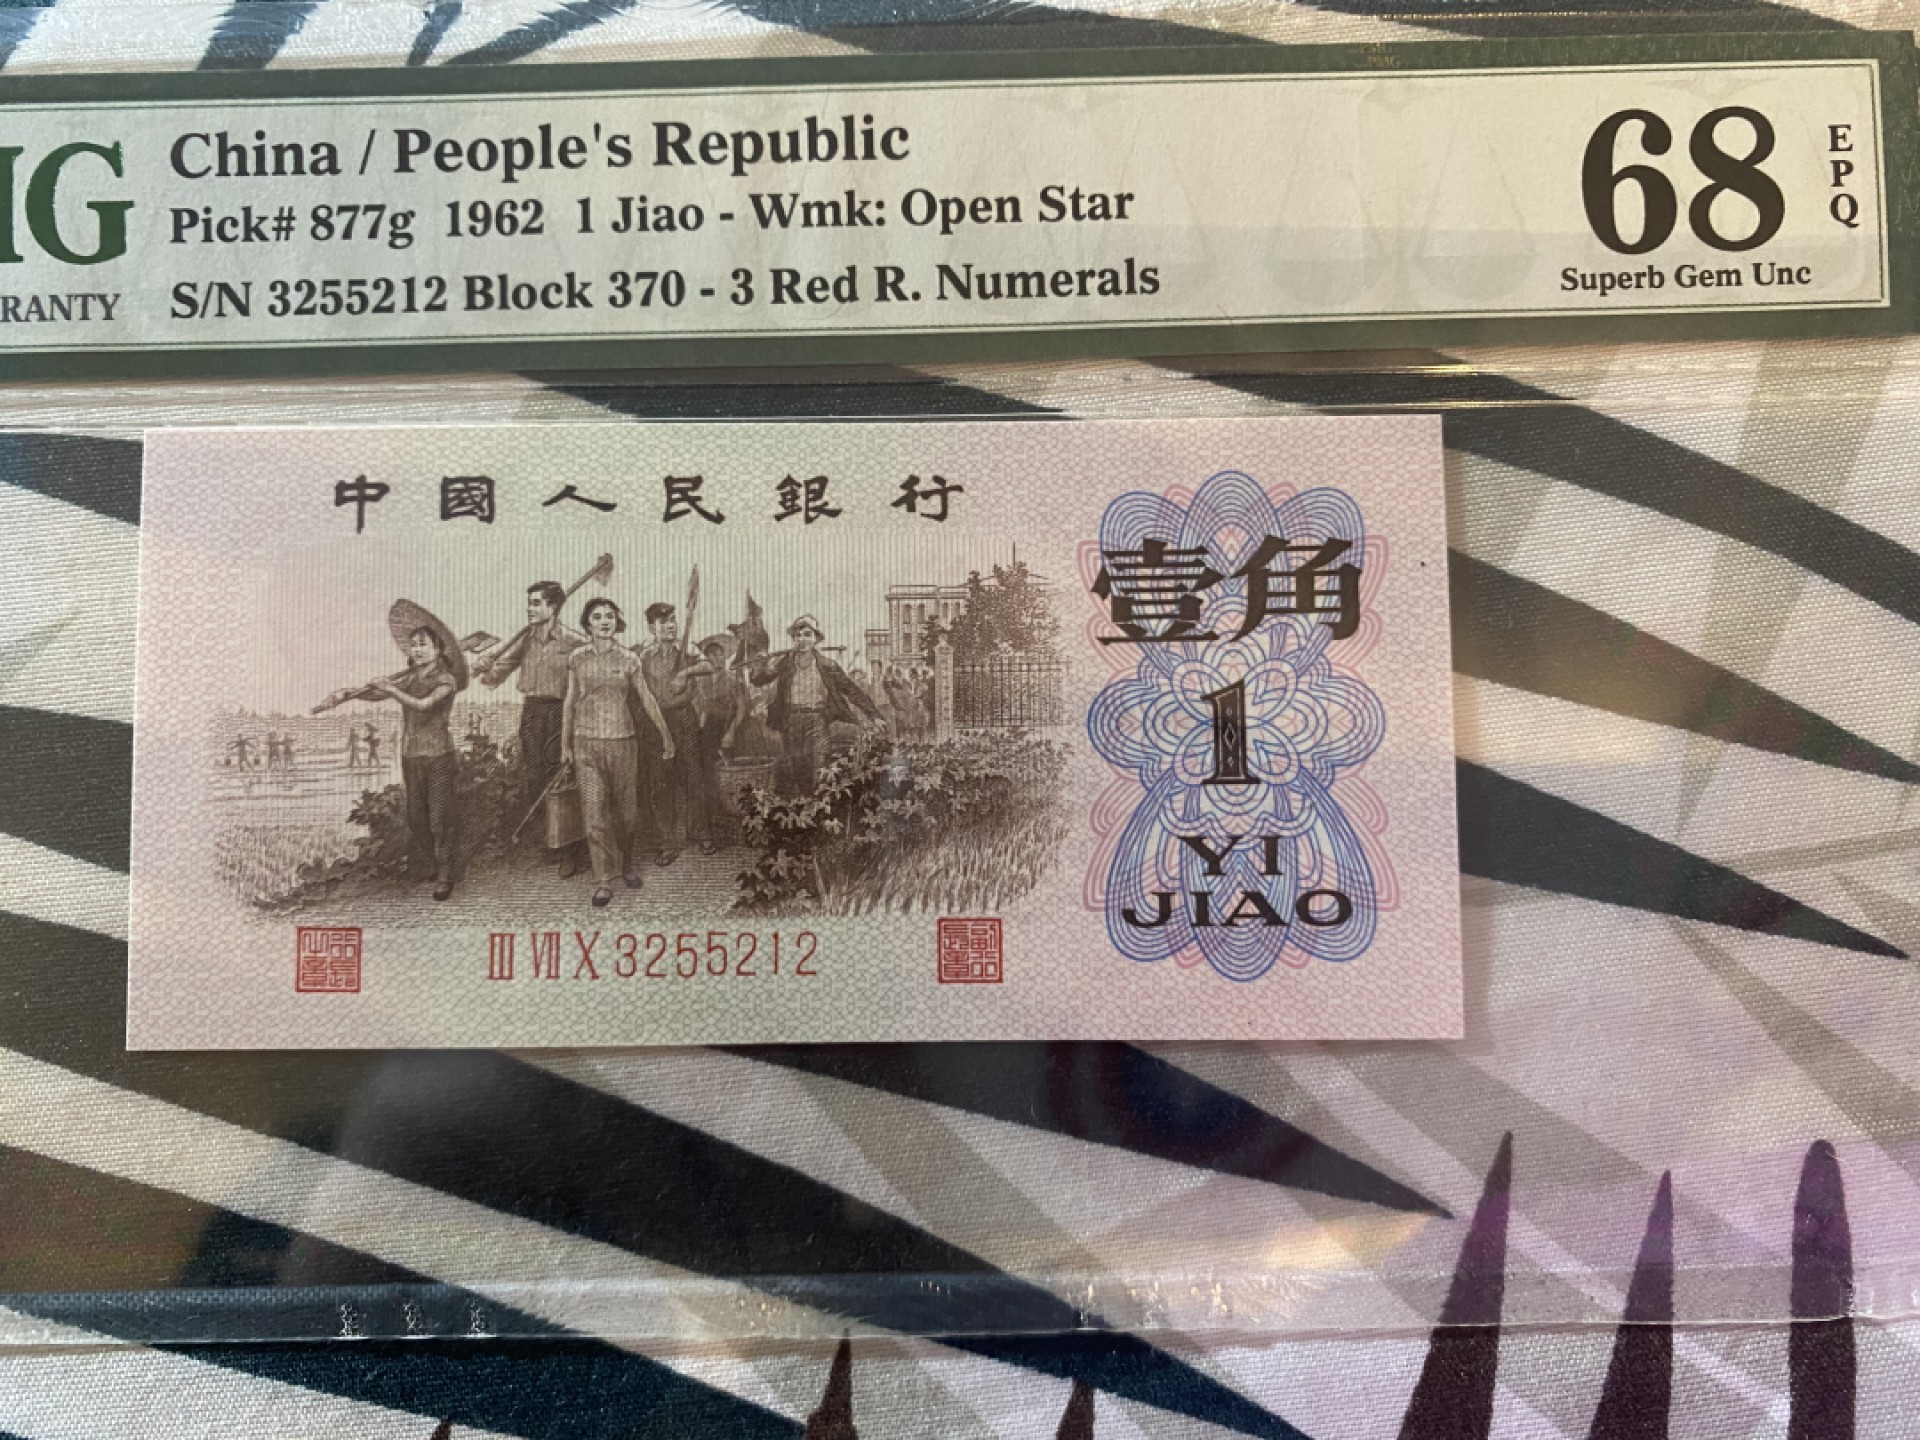 MG
China / People's Republic
Pick# 877g 1962 1 Jiao - Wmk: Open Star
S/N 3255212 Block 370 - 3 Red R. Numerals
RANTY
68
EPQ
Superb Gem Unc
中國人民銀行
壹角
1
YI
JIAO
III VII X 3255212